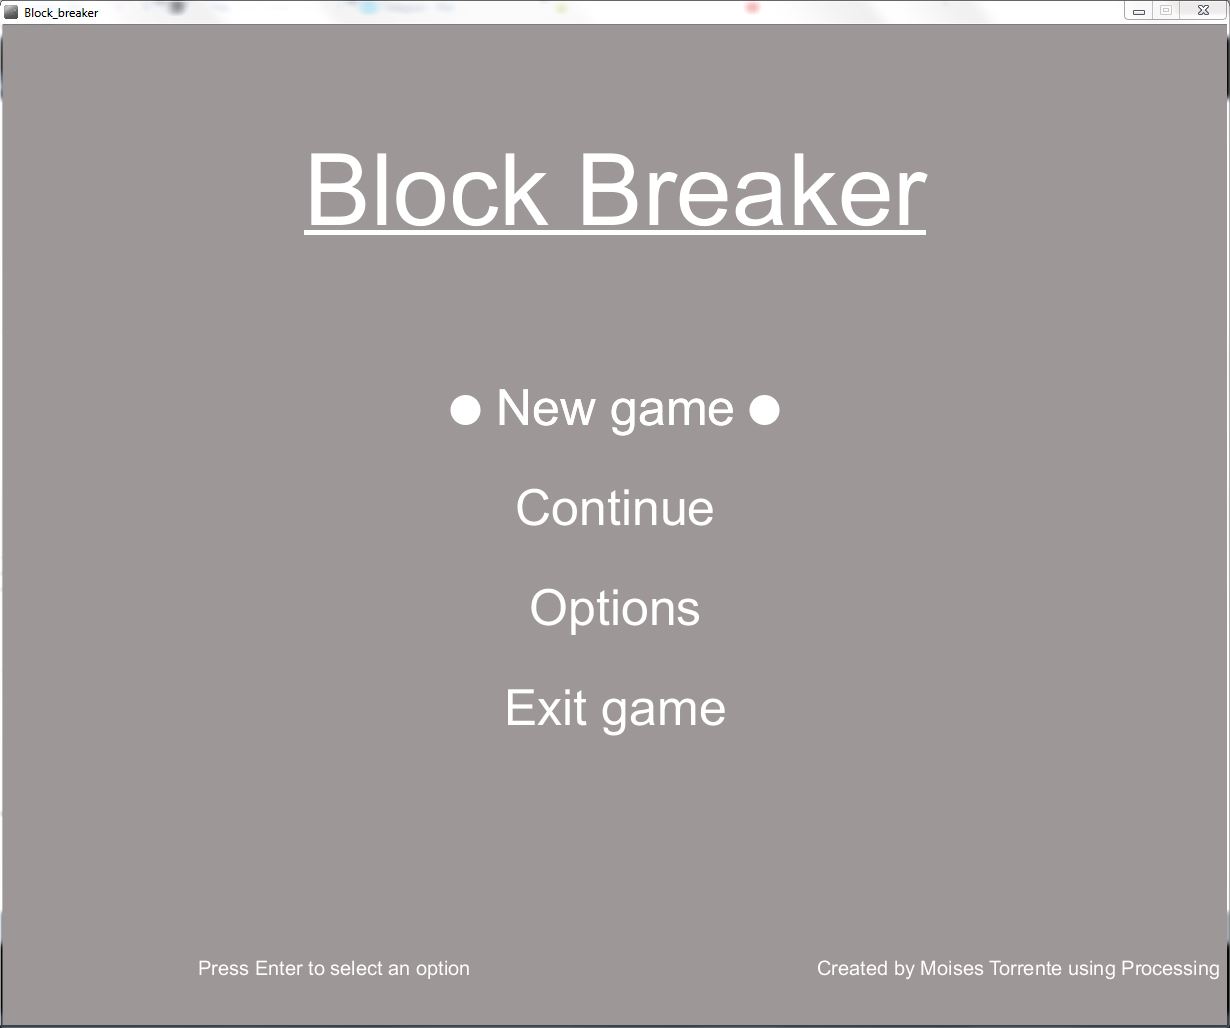 Block_breaker
Block Breaker
New game
Continue
Options
Exit game
Press Enter to select an option
Created by Moises Torrente using Processing